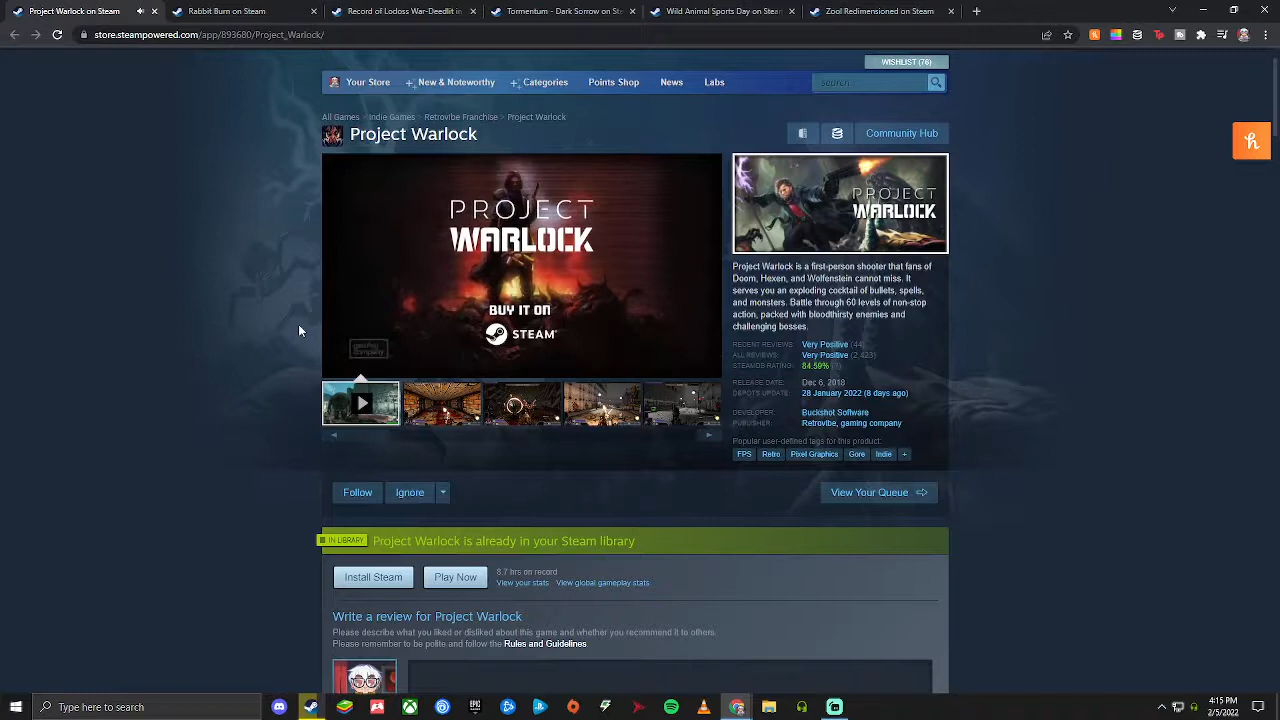 Project Warlock on Steam
Rabbit Burn on Steam
Record of Lodoss War-Deedlit in
Tormentum - Dark Sorrow on St
Wild Animal Sports Day on Steam
Zool Redimensioned on Steam
store.steampowered.com/app/893680/Project_Warlock/
WISHLIST (76)
Your Store
New & Noteworthy
Categories
Points Shop
News
Labs
search
All Games > Indie Games > Retrovibe Franchise > Project Warlock
Project Warlock
Community Hub
PROJECT
WARLOCK
BUY IT ON
STEAM
gaming
company
PROJECT
WARLOCK
Project Warlock is a first-person shooter that fans of
Doom, Hexen, and Wolfenstein cannot miss. It
serves you an exploding cocktail of bullets, spells,
and monsters. Battle through 60 levels of non-stop
action, packed with bloodthirsty enemies and
challenging bosses.
RECENT REVIEWS: Very Positive (44)
ALL REVIEWS: Very Positive (2,423)
STEAMDB RATING: 84.59% (?)
RELEASE DATE: Dec 6, 2018
DEPOTS UPDATE: 28 January 2022 (8 days ago)
DEVELOPER: Buckshot Software
PUBLISHER: Retrovibe, gaming company
Popular user-defined tags for this product:
FPS Retro Pixel Graphics Gore Indie +
Follow
Ignore
View Your Queue
IN LIBRARY
Project Warlock is already in your Steam library
Install Steam
Play Now
8.7 hrs on record
View your stats View global gameplay stats
Write a review for Project Warlock
Please describe what you liked or disliked about this game and whether you recommend it to others.
Please remember to be polite and follow the Rules and Guidelines
Type here to search
EPIC
4:15 PM
2/5/2022